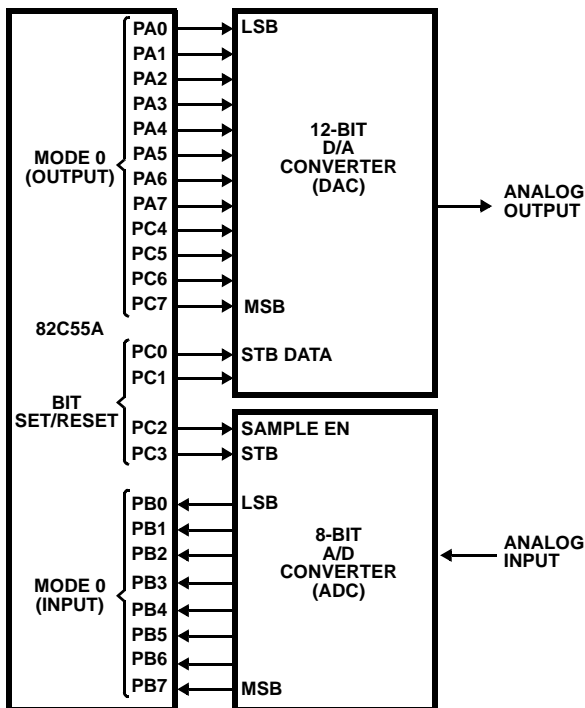 PA0 LSB
PA1
PA2
PA3
PA4
PA5
PA6
PA7
PC4
PC5
PC6
PC7 MSB
MODE 0
(OUTPUT)
12-BIT
D/A
CONVERTER
(DAC)
ANALOG
OUTPUT
82C55A
PC0 STB DATA
PC1
BIT
SET/RESET
PC2 SAMPLE EN
PC3 STB
PB0 LSB
PB1
PB2
PB3
PB4
PB5
PB6
PB7 MSB
MODE 0
(INPUT)
8-BIT
A/D
CONVERTER
(ADC)
ANALOG
INPUT